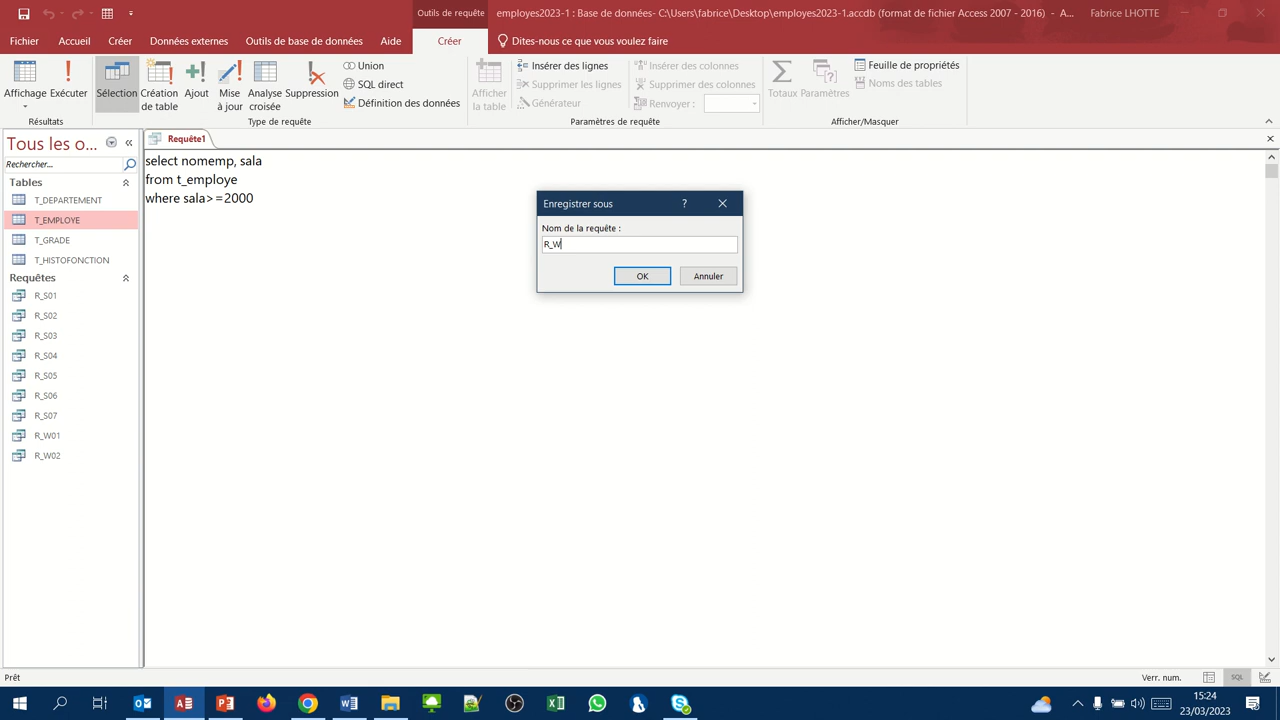 Outils de requête
employes2023-1 : Base de données- C:\Users\fabrice\Desktop\employes2023-1.accdb (format de fichier Access 2007 - 2016) - A...
Fabrice LHOTTE
Fichier
Accueil
Créer
Données externes
Outils de base de données
Aide
Créer
Dites-nous ce que vous voulez faire
Affichage
Exécuter
Sélection
Création de table
Ajout
Mise à jour
Analyse croisée
Suppression
Union
SQL direct
Définition des données
Afficher la table
Insérer des lignes
Supprimer les lignes
Générateur
Insérer des colonnes
Supprimer des colonnes
Renvoyer :
Totaux
Paramètres
Feuille de propriétés
Noms des tables
Résultats
Type de requête
Paramètres de requête
Afficher/Masquer
Tous les o...
Rechercher...
Tables
T_DEPARTEMENT
T_EMPLOYE
T_GRADE
T_HISTOFONCTION
Requêtes
R_S01
R_S02
R_S03
R_S04
R_S05
R_S06
R_S07
R_W01
R_W02
Requête1
select nomemp, sala
from t_employe
where sala>=2000
Enregistrer sous
?
Nom de la requête :
R_W
OK
Annuler
Prêt
Verr. num.
SQL
15:24
23/03/2023